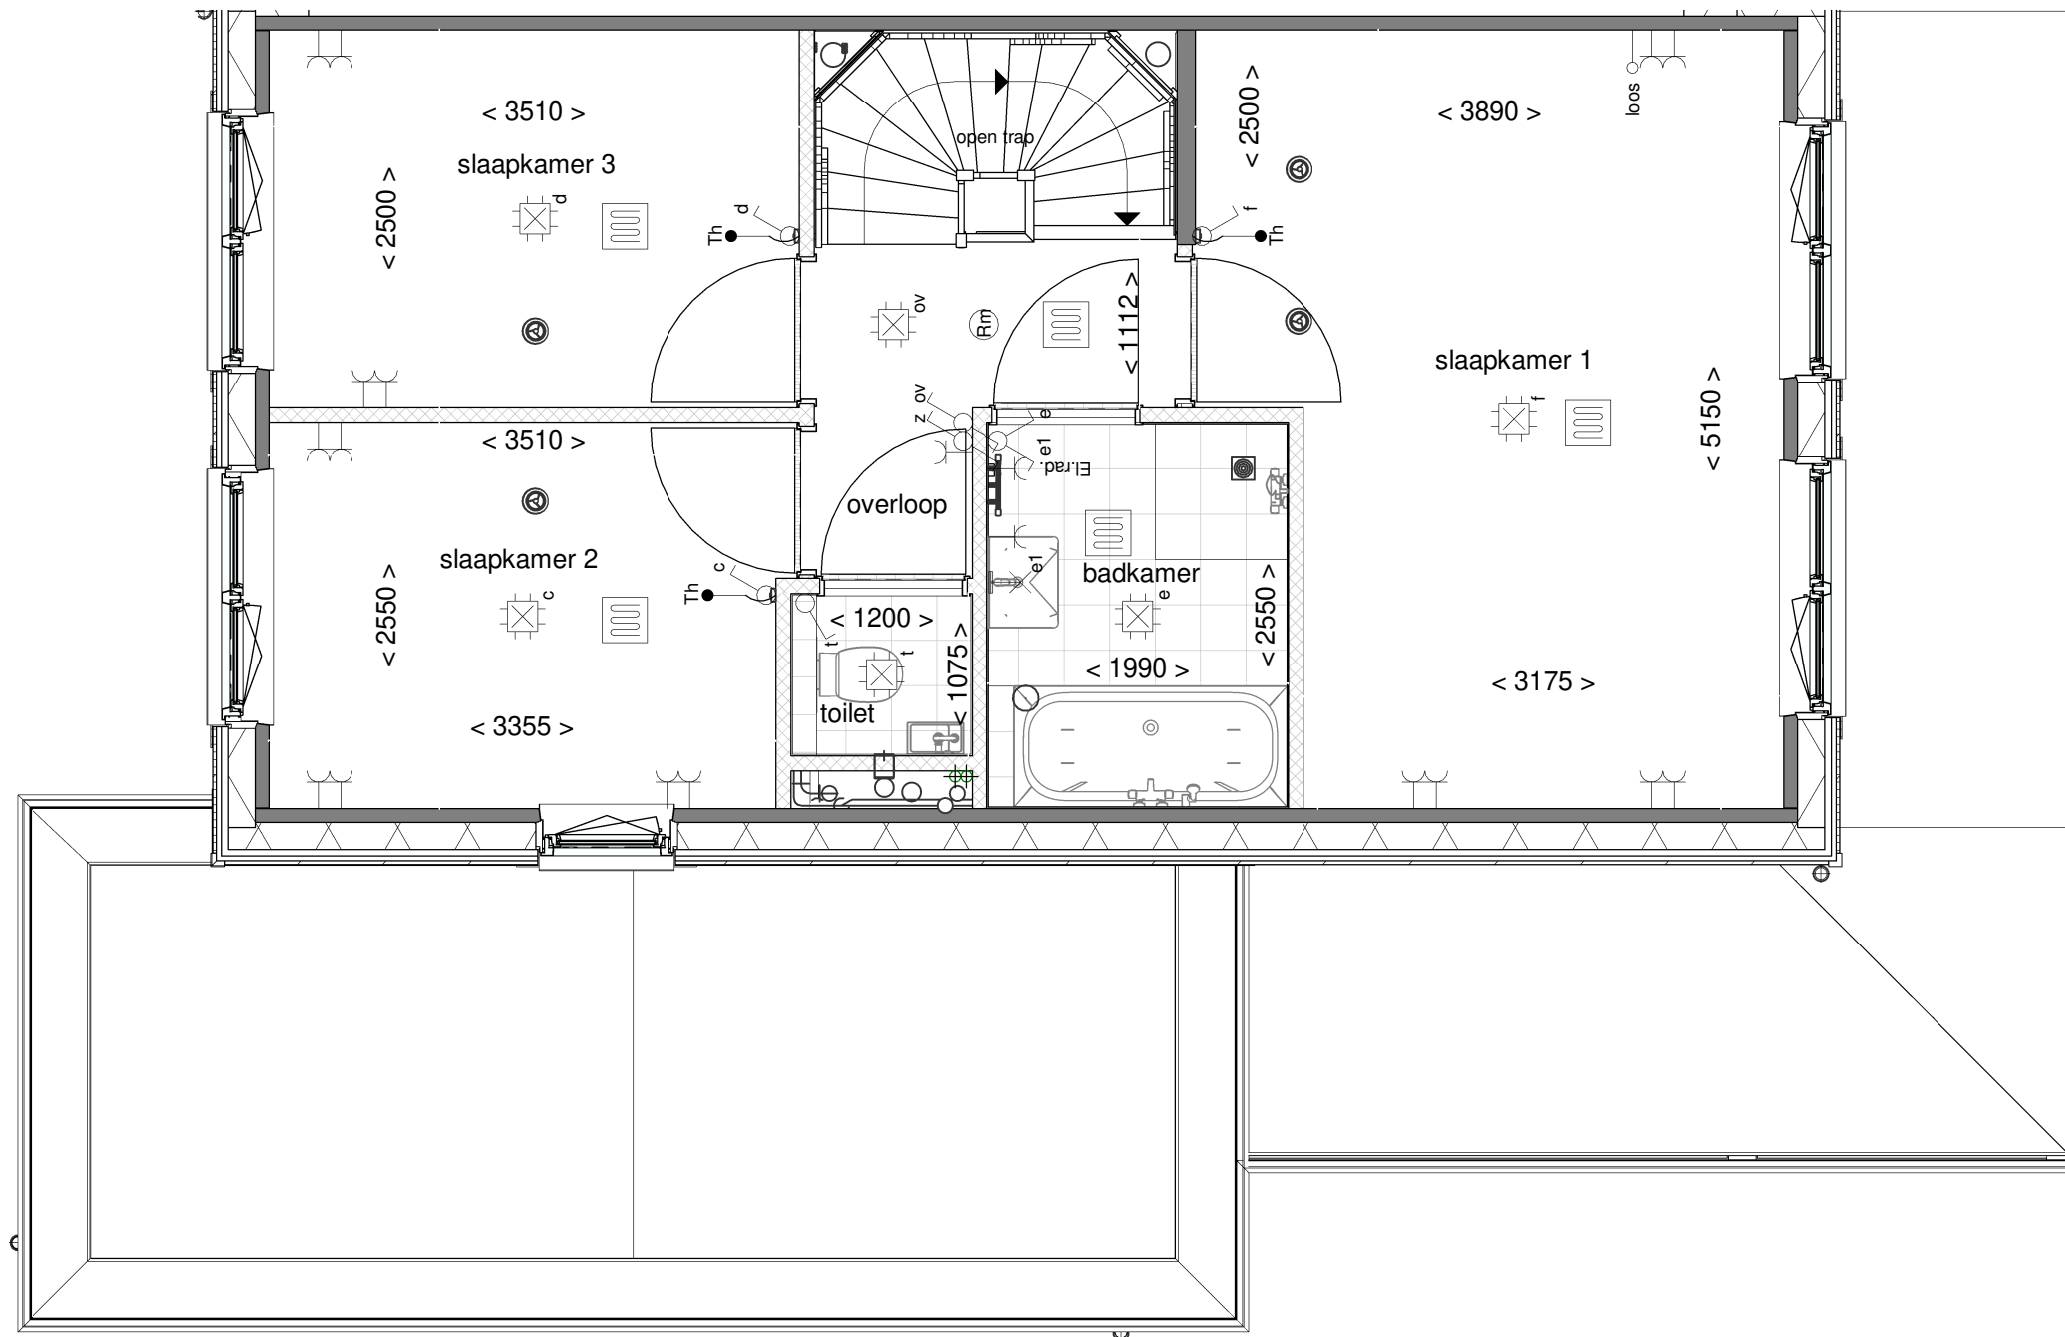 < 3510 >
slaapkamer 3
< 2500 >
d
d
Th
open trap
< 2500 >
< 3890 >
loos
f
Th
ov
Rm
< 1112 >
slaapkamer 1
f
< 5150 >
< 3175 >
< 3510 >
slaapkamer 2
< 2550 >
c
c
Th
< 3355 >
z ov
e
e1
El.rad.
overloop
e1
badkamer
e
< 2550 >
< 1990 >
< 1200 >
t
t
< 1075 >
toilet